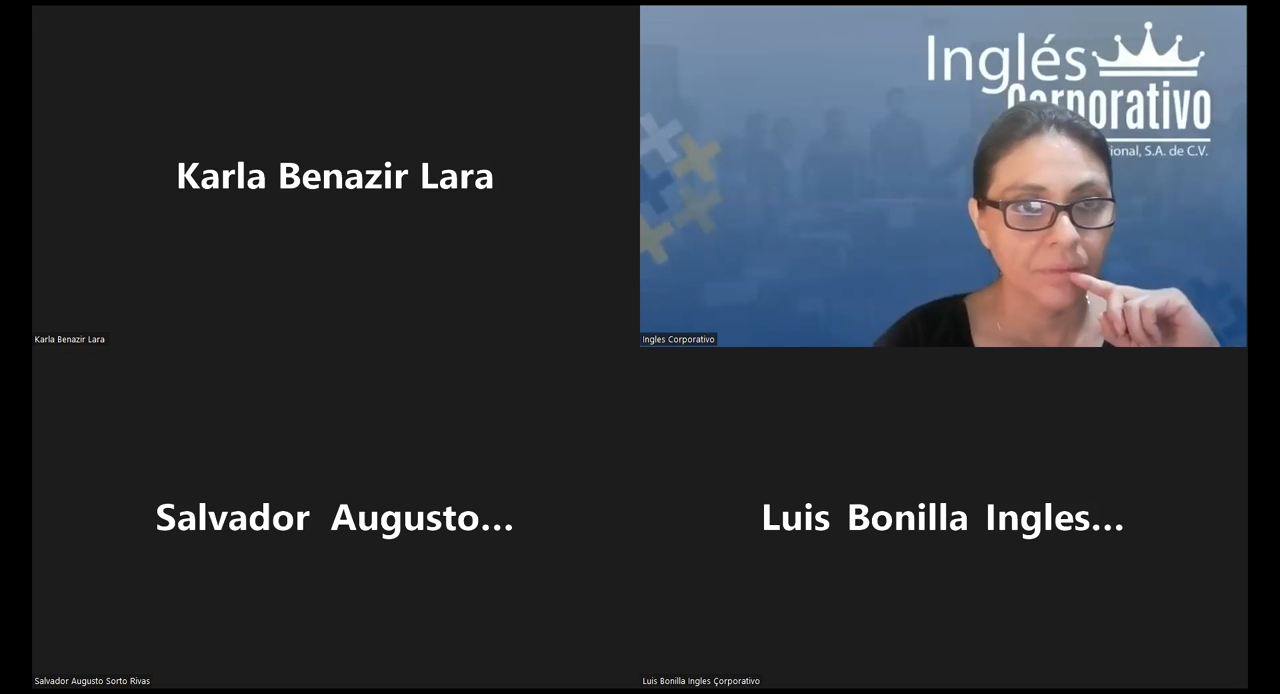 Karla Benazir Lara
Karla Benazir Lara
Inglés
Corporativo
ional, S.A. de C.V.
Ingles Corporativo
Salvador Augusto...
Salvador Augusto Sorto Rivas
Luis Bonilla Ingles...
Luis Bonilla Ingles Çorporativo